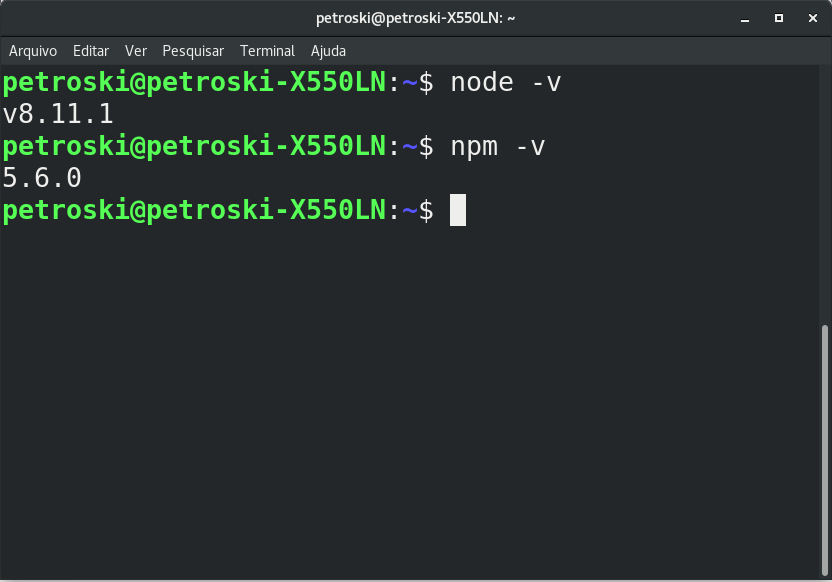 petroski@petroski-X550LN: ~
Arquivo Editar Ver Pesquisar Terminal Ajuda
petroski@petroski-X550LN:~$ node -v
v8.11.1
petroski@petroski-X550LN:~$ npm -v
5.6.0
petroski@petroski-X550LN:~$